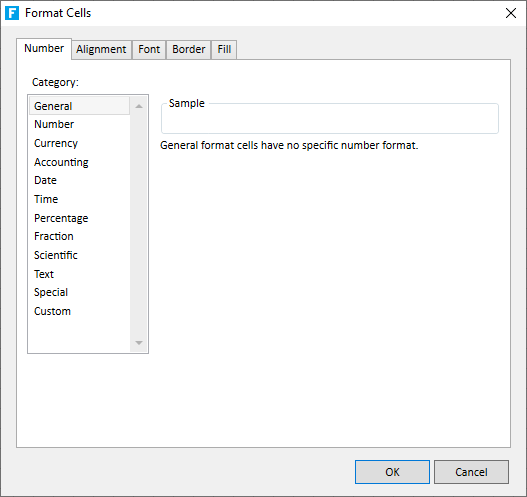 F Format Cells
Number Alignment Font Border Fill
Category:
General
Number
Currency
Accounting
Date
Time
Percentage
Fraction
Scientific
Text
Special
Custom
Sample
General format cells have no specific number format.
OK Cancel